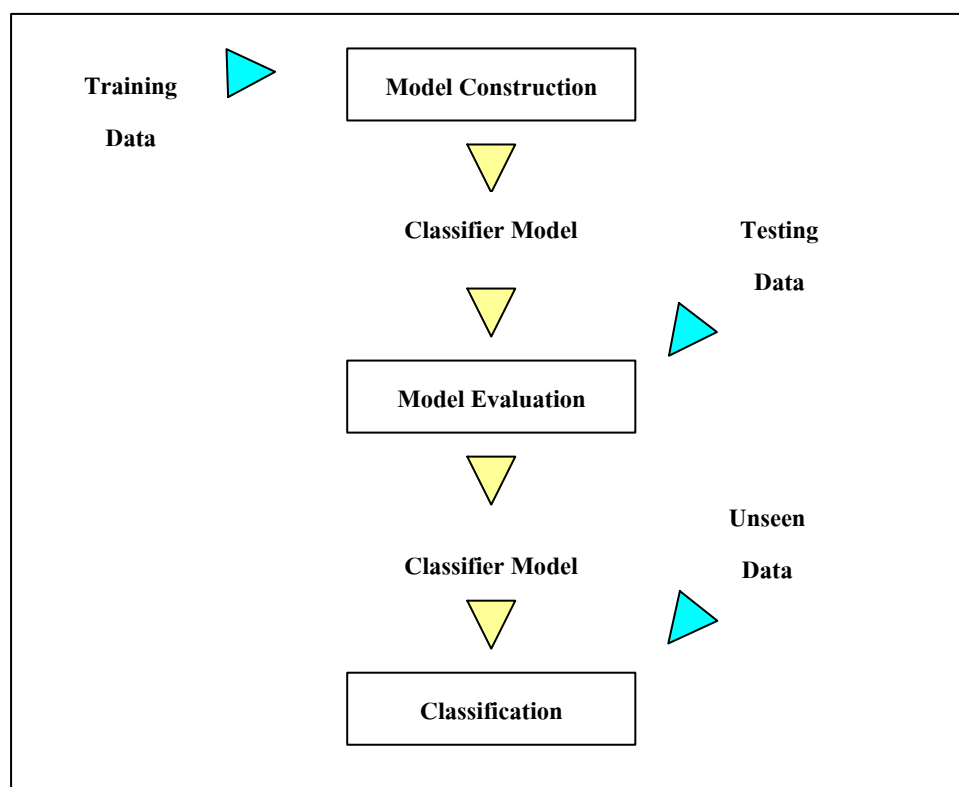 Training
Data
Model Construction
Classifier Model
Testing
Data
Model Evaluation
Classifier Model
Unseen
Data
Classification